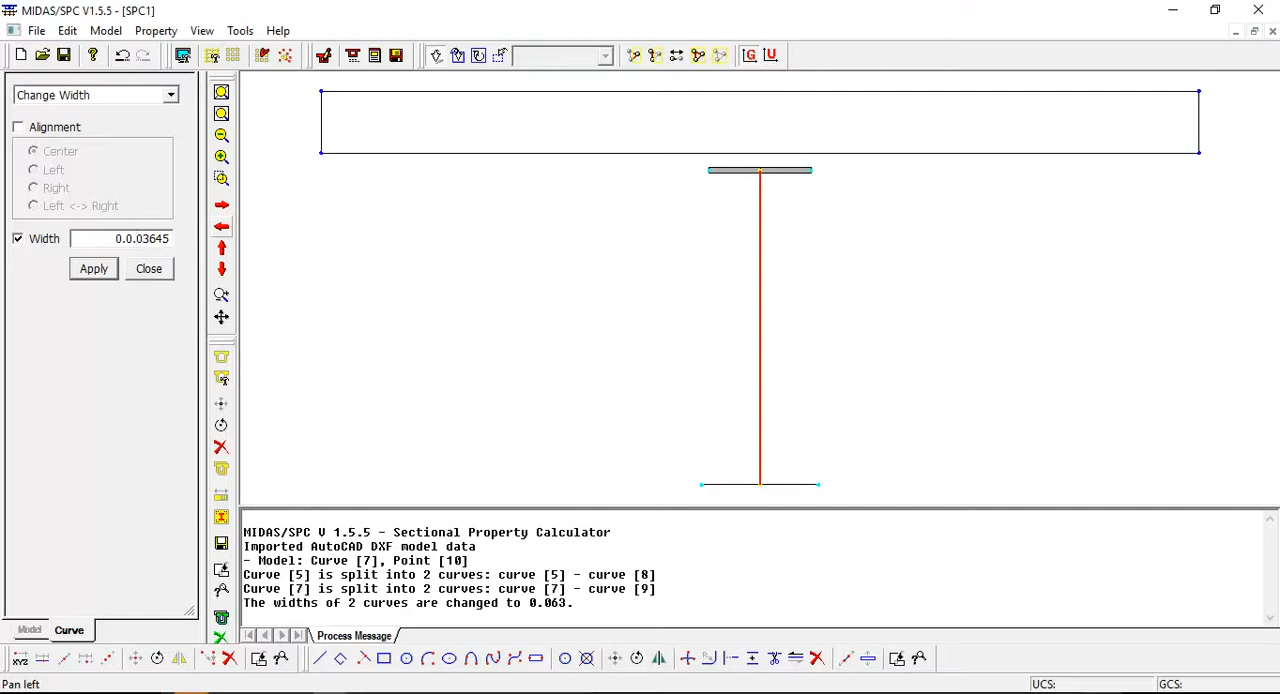 MIDAS/SPC V1.5.5 - [SPC1]
File Edit Model Property View Tools Help
G U
Change Width
Alignment
Center
Left
Right
Left <-> Right
Width 0.0.03645
Apply Close
MIDAS/SPC V 1.5.5 - Sectional Property Calculator
Imported AutoCAD DXF model data
- Model: Curve [7], Point [10]
Curve [5] is split into 2 curves: curve [5] - curve [8]
Curve [7] is split into 2 curves: curve [7] - curve [9]
The widths of 2 curves are changed to 0.063.
Model Curve
Process Message
XYZ
Pan left
UCS: GCS: